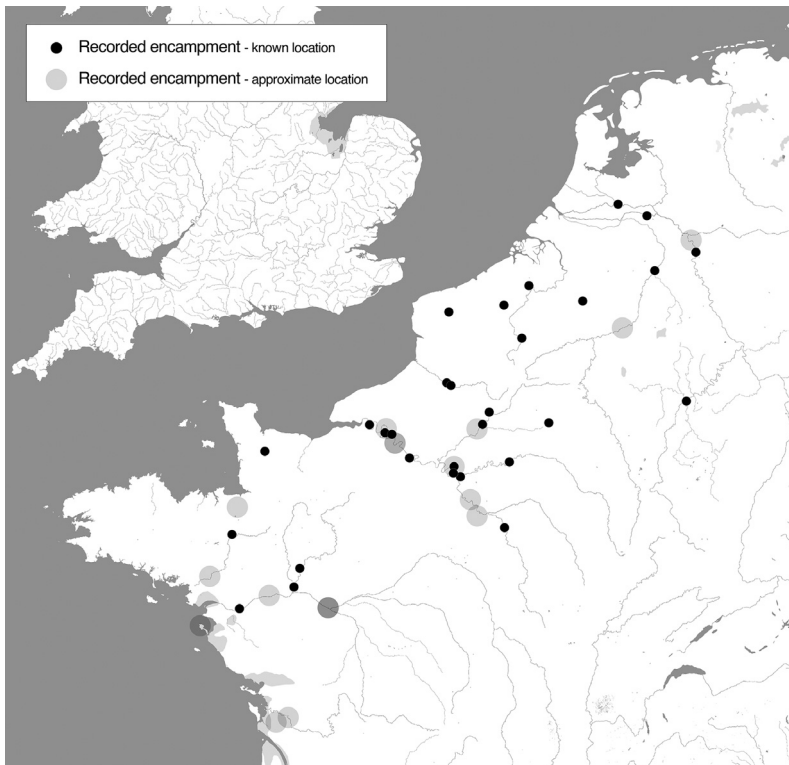 Recorded encampment - known location
Recorded encampment - approximate location